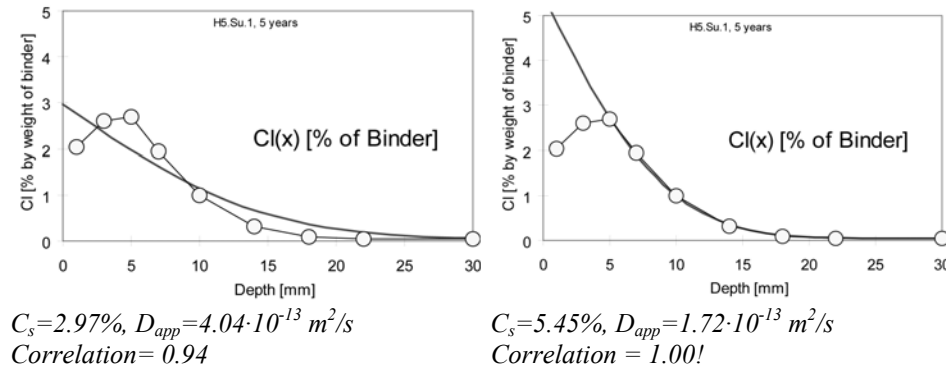 H5.Su.1, 5 years
Cl [% by weight of binder]
5
4
3
2
1
0
Cl(x) [% of Binder]
0 5 10 15 20 25 30
Depth [mm]
C_s=2.97%, D_app=4.04·10^-13 m^2/s
Correlation= 0.94
H5.Su.1, 5 years
Cl [% by weight of binder]
5
4
3
2
1
0
Cl(x) [% of Binder]
0 5 10 15 20 25 30
Depth [mm]
C_s=5.45%, D_app=1.72·10^-13 m^2/s
Correlation = 1.00!